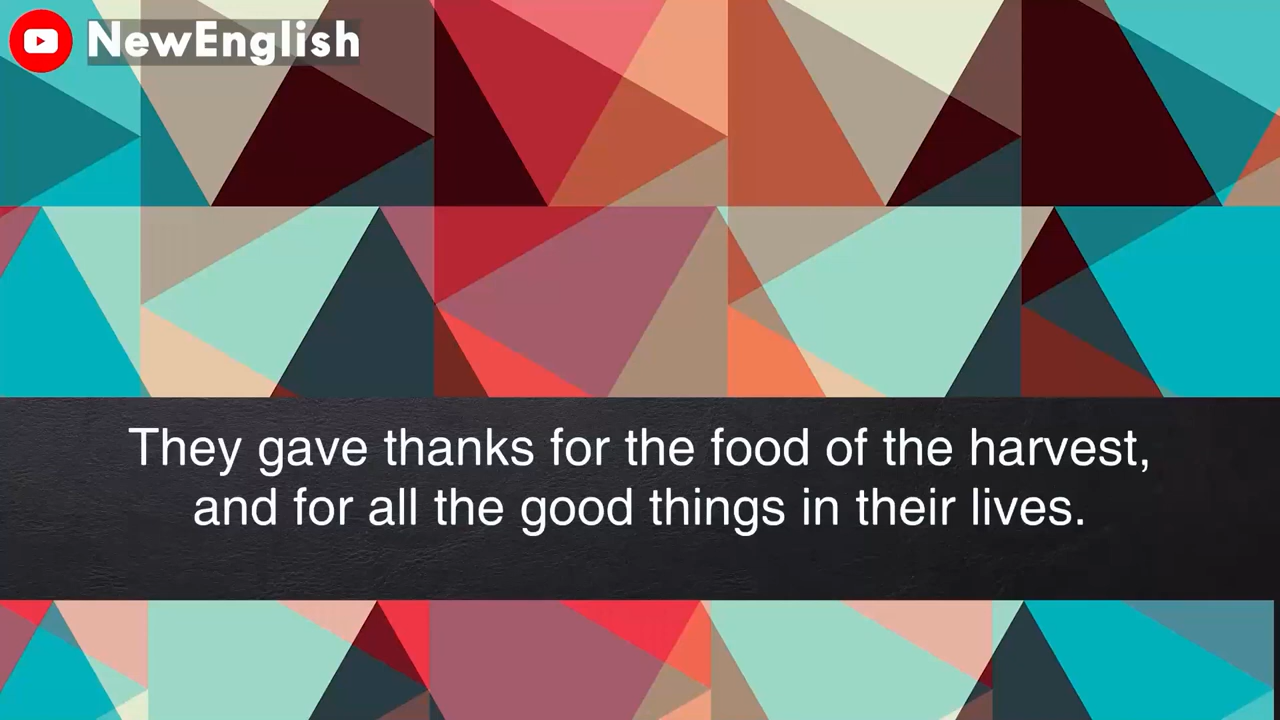 NewEnglish
They gave thanks for the food of the harvest,
and for all the good things in their lives.